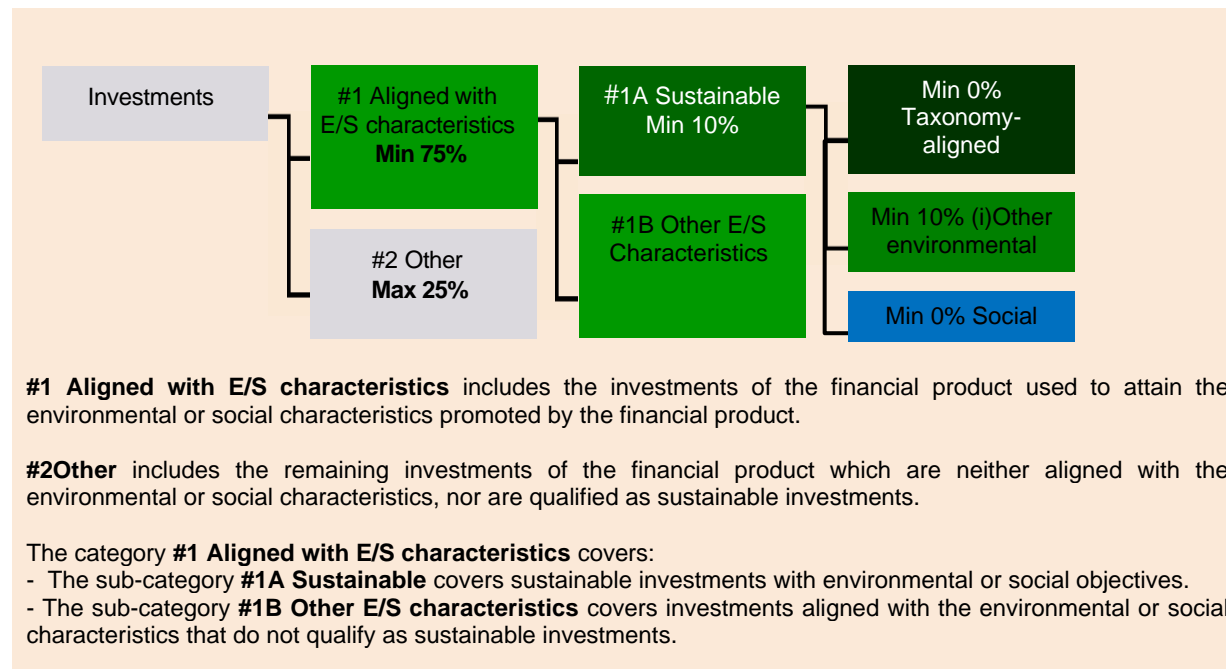 Investments
#1 Aligned with
E/S characteristics
Min 75%
#2 Other
Max 25%
#1A Sustainable
Min 10%
#1B Other E/S
Characteristics
Min 0%
Taxonomy-
aligned
Min 10% (i)Other
environmental
Min 0% Social
#1 Aligned with E/S characteristics includes the investments of the financial product used to attain the
environmental or social characteristics promoted by the financial product.
#2Other includes the remaining investments of the financial product which are neither aligned with the
environmental or social characteristics, nor are qualified as sustainable investments.
The category #1 Aligned with E/S characteristics covers:
- The sub-category #1A Sustainable covers sustainable investments with environmental or social objectives.
- The sub-category #1B Other E/S characteristics covers investments aligned with the environmental or social
characteristics that do not qualify as sustainable investments.